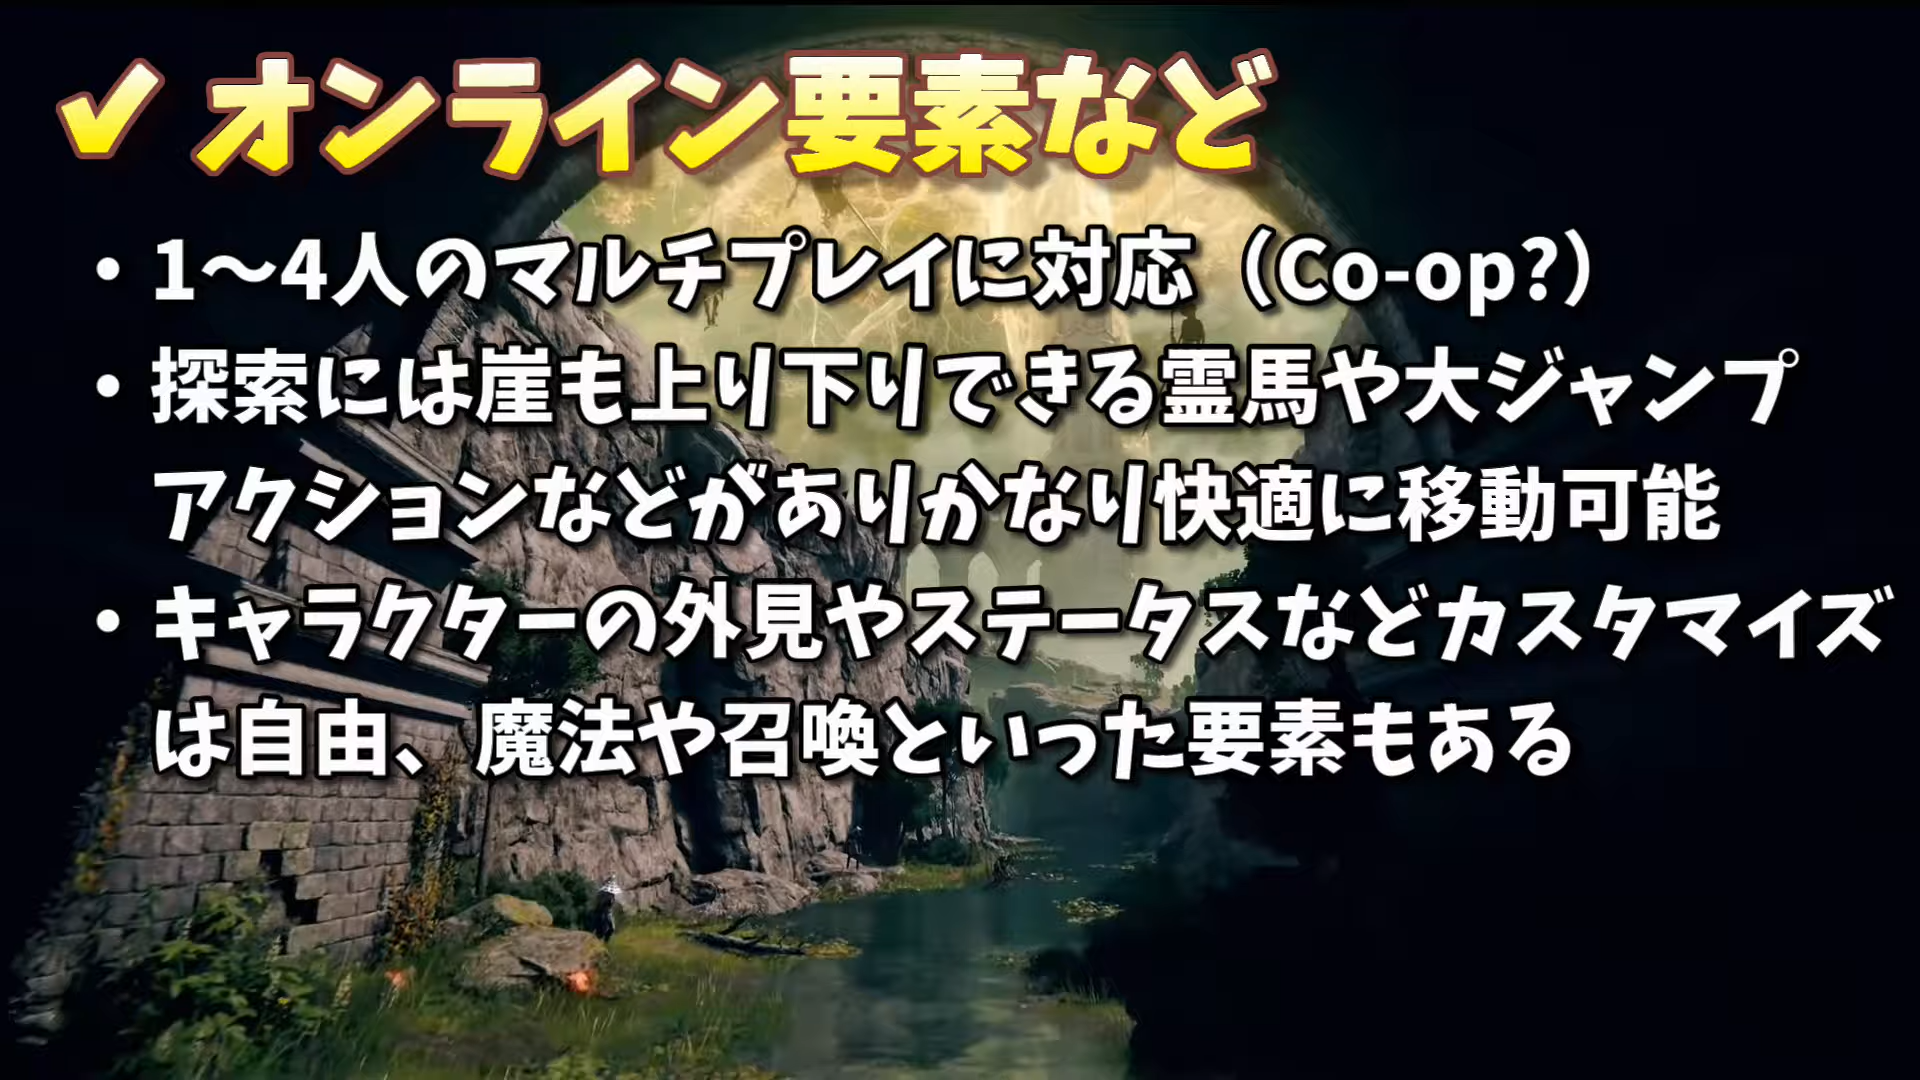 ✓ オンライン要素など
・1～4人のマルチプレイに対応（Co-op?）
・探索には崖も上り下りできる霊馬や大ジャンプ
アクションなどがありかなり快適に移動可能
・キャラクターの外見やステータスなどカスタマイズ
は自由、魔法や召喚といった要素もある